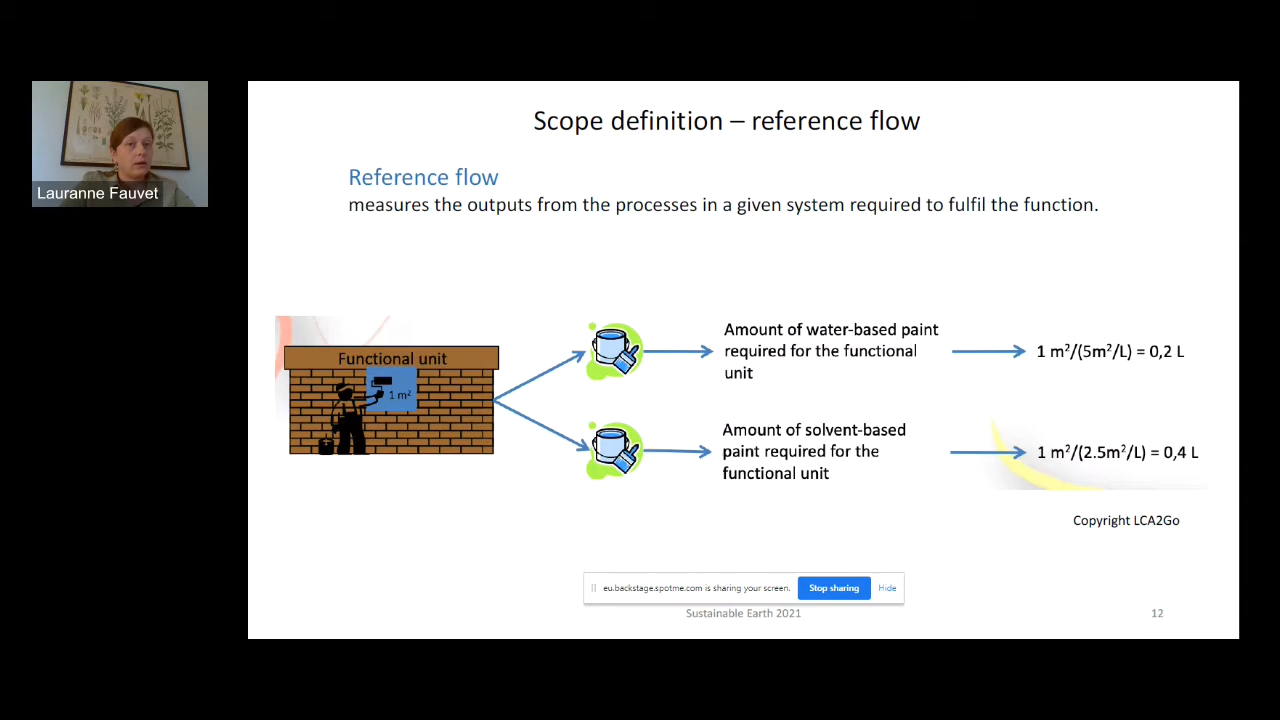 Scope definition – reference flow
Reference flow
measures the outputs from the processes in a given system required to fulfil the function.
Lauranne Fauvet
Functional unit
1 m²
Amount of water-based paint
required for the functional
unit
1 m²/(5m²/L) = 0,2 L
Amount of solvent-based
paint required for the
functional unit
1 m²/(2.5m²/L) = 0,4 L
Copyright LCA2Go
eu.backstage.spotme.com is sharing your screen.
Stop sharing
Hide
Sustainable Earth 2021
12